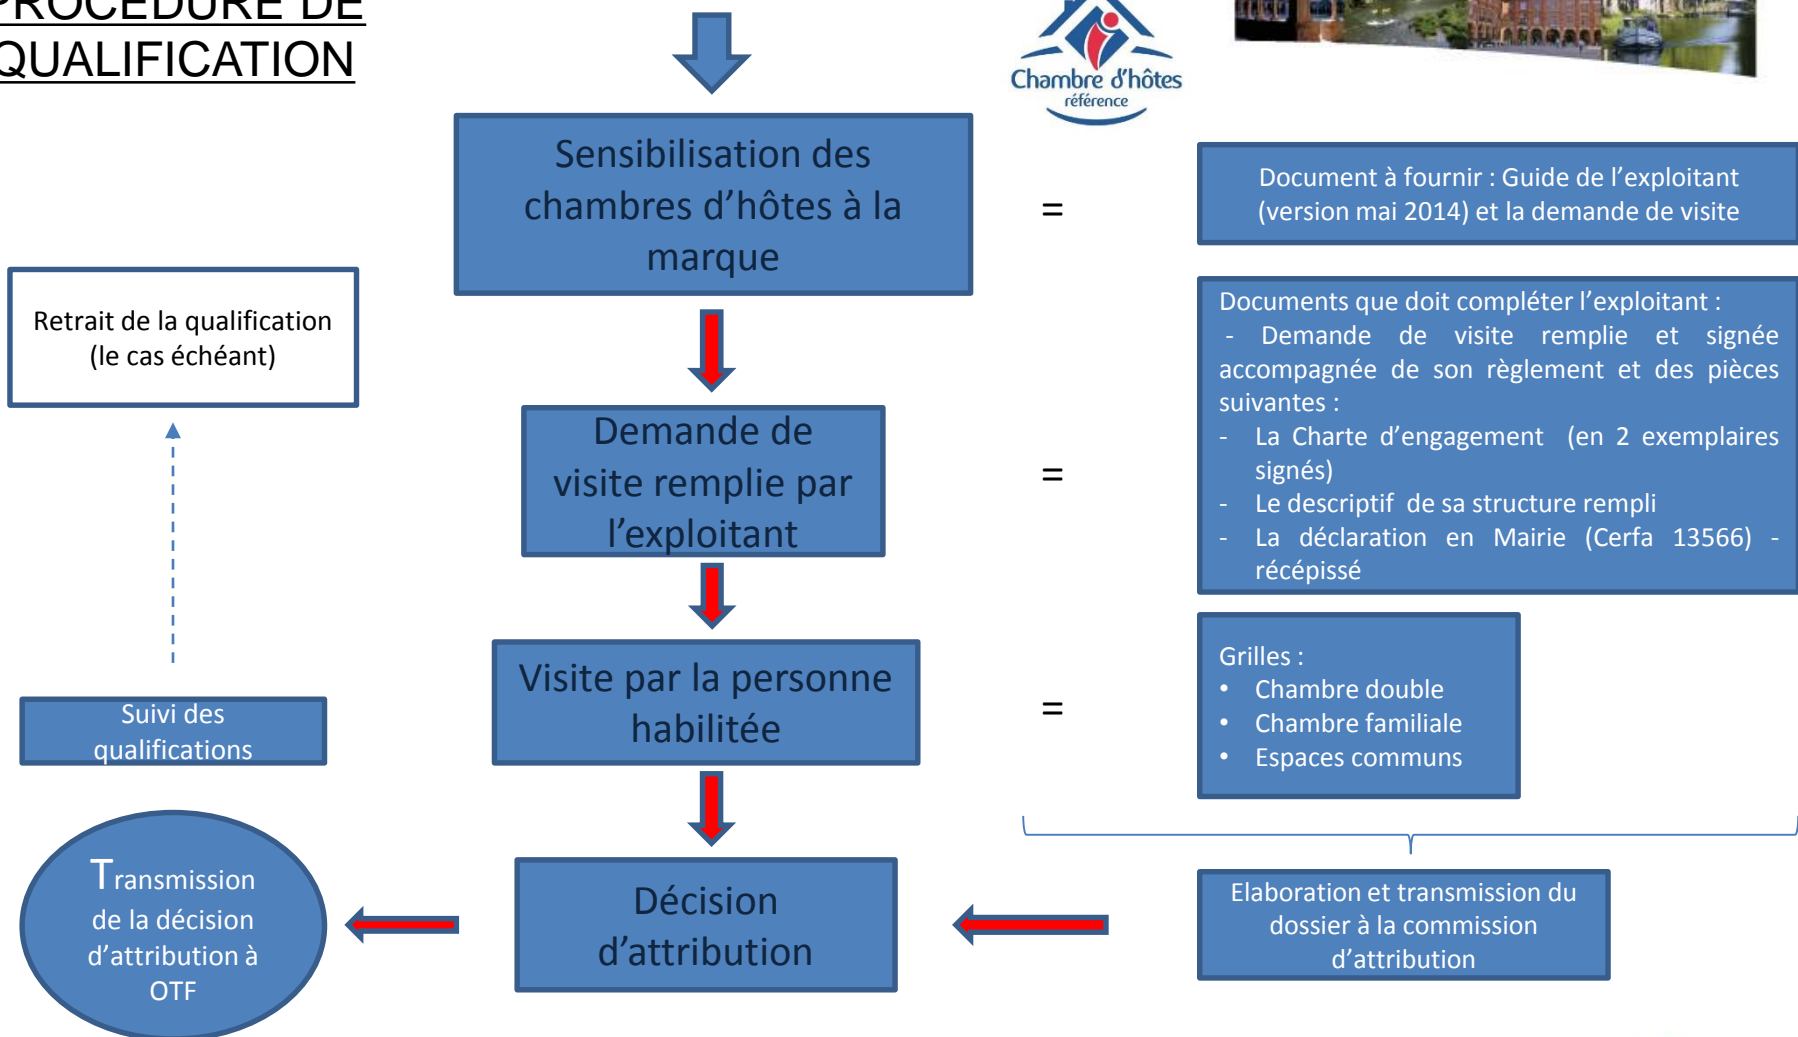 PROCEDURE DE
QUALIFICATION
Chambre d’hôtes
référence
Sensibilisation des
chambres d’hôtes à la
marque
=
Document à fournir : Guide de l’exploitant
(version mai 2014) et la demande de visite
Retrait de la qualification
(le cas échéant)
Demande de
visite remplie par
l’exploitant
=
Documents que doit compléter l’exploitant :
- Demande de visite remplie et signée
accompagnée de son règlement et des pièces
suivantes :
- La Charte d’engagement (en 2 exemplaires
signés)
- Le descriptif de sa structure rempli
- La déclaration en Mairie (Cerfa 13566) -
récépissé
Visite par la personne
habilitée
=
Grilles :
• Chambre double
• Chambre familiale
• Espaces communs
Suivi des
qualifications
Transmission
de la décision
d’attribution à
OTF
Décision
d’attribution
Elaboration et transmission du
dossier à la commission
d’attribution